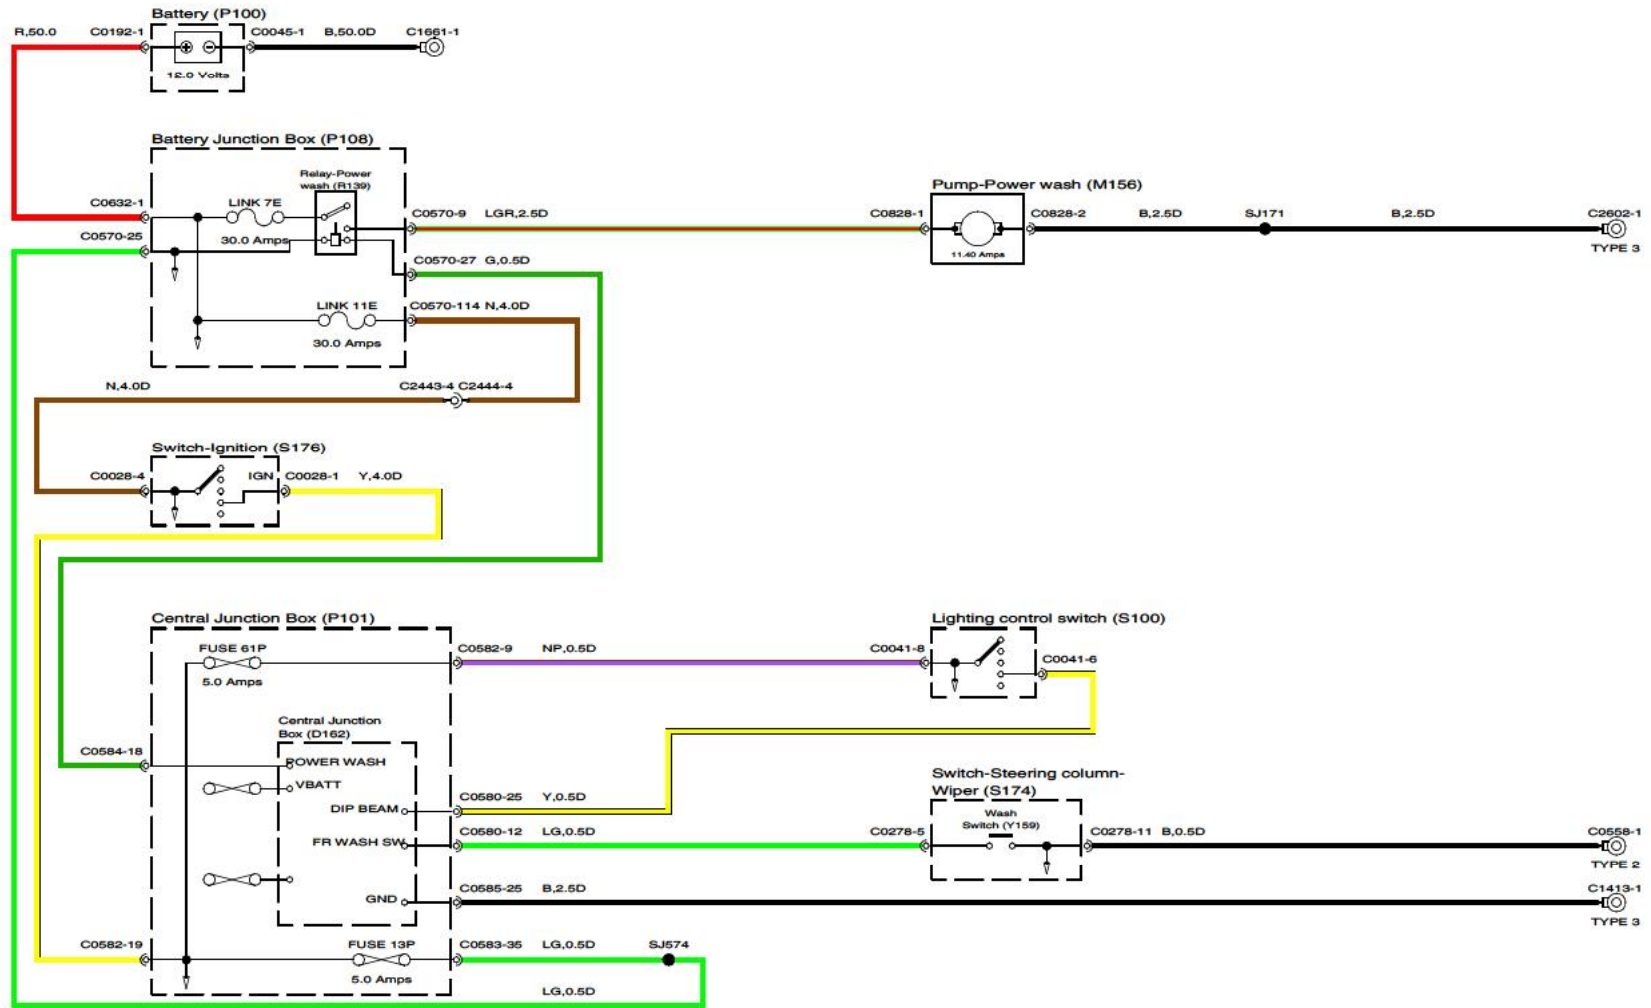 Battery (P100)
R,50.0 C0192-1 C0045-1 B,50.0D C1661-1
12.0 Volts
Battery Junction Box (P108)
Relay-Power
wash (R139)
Pump-Power wash (M156)
C0632-1 LINK 7E C0570-9 LGR,2.5D C0828-1 C0828-2 B,2.5D SJ171 B,2.5D C2602-1
C0570-25 30.0 Amps
TYPE 3
11.40 Amps
C0570-27 G,0.5D
LINK 11E C0570-114 N,4.0D
30.0 Amps
N,4.0D C2443-4 C2444-4
Switch-Ignition (S176)
C0028-4 IGN C0028-1 Y,4.0D
Central Junction Box (P101) Lighting control switch (S100)
FUSE 61P C0582-9 NP,0.5D C0041-8 C0041-6
5.0 Amps
Central Junction
Box (D162)
C0584-18 POWER WASH
VBATT
Switch-Steering column-
Wiper (S174)
DIP BEAM C0580-25 Y,0.5D
Wash
Switch (Y159)
FR WASH SW C0580-12 LG,0.5D C0278-5 C0278-11 B,0.5D C0558-1
TYPE 2
GND C0585-25 B,2.5D C1413-1
TYPE 3
C0582-19 FUSE 13P C0583-35 LG,0.5D SJ574
5.0 Amps
LG,0.5D